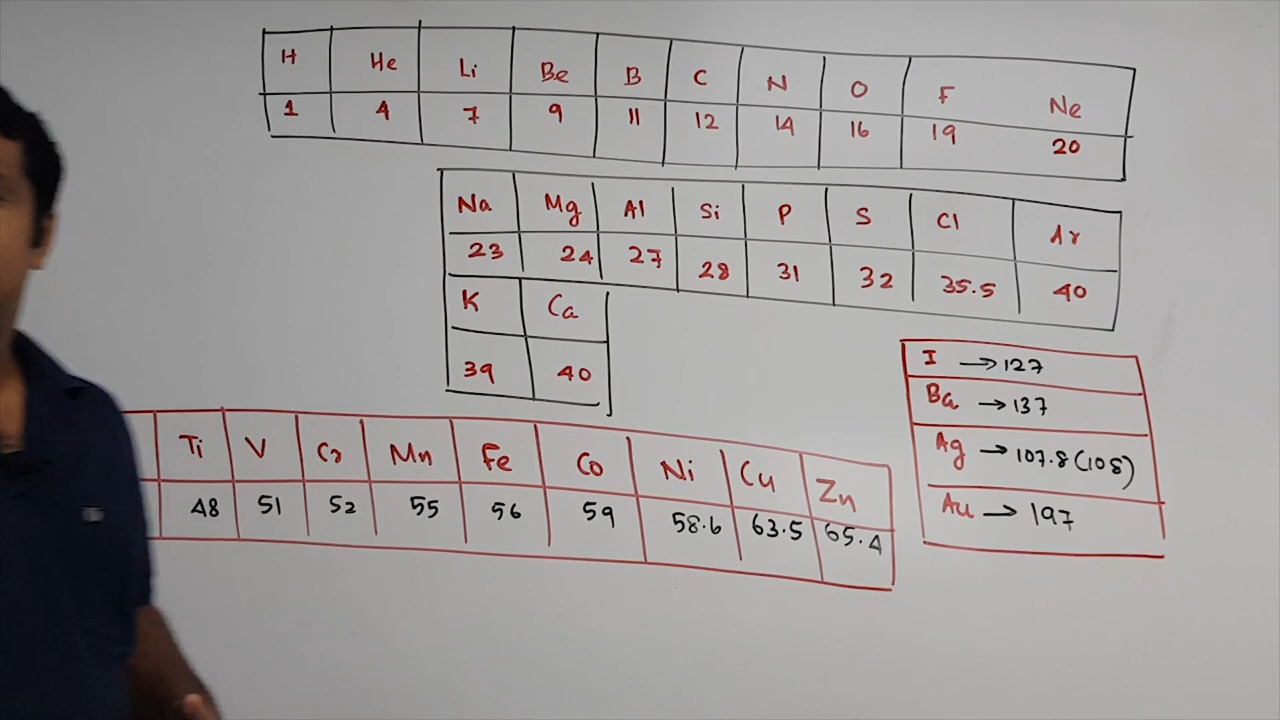 H He Li Be B C N O F Ne
1 4 7 9 11 12 14 16 19 20
Na Mg Al Si P S Cl Ar
23 24 27 28 31 32 35.5 40
K Ca
39 40
I → 127
Ba → 137
Ag → 107.8 (108)
Au → 197
Ti V Cr Mn Fe Co Ni Cu Zn
48 51 52 55 56 59 58.6 63.5 65.4